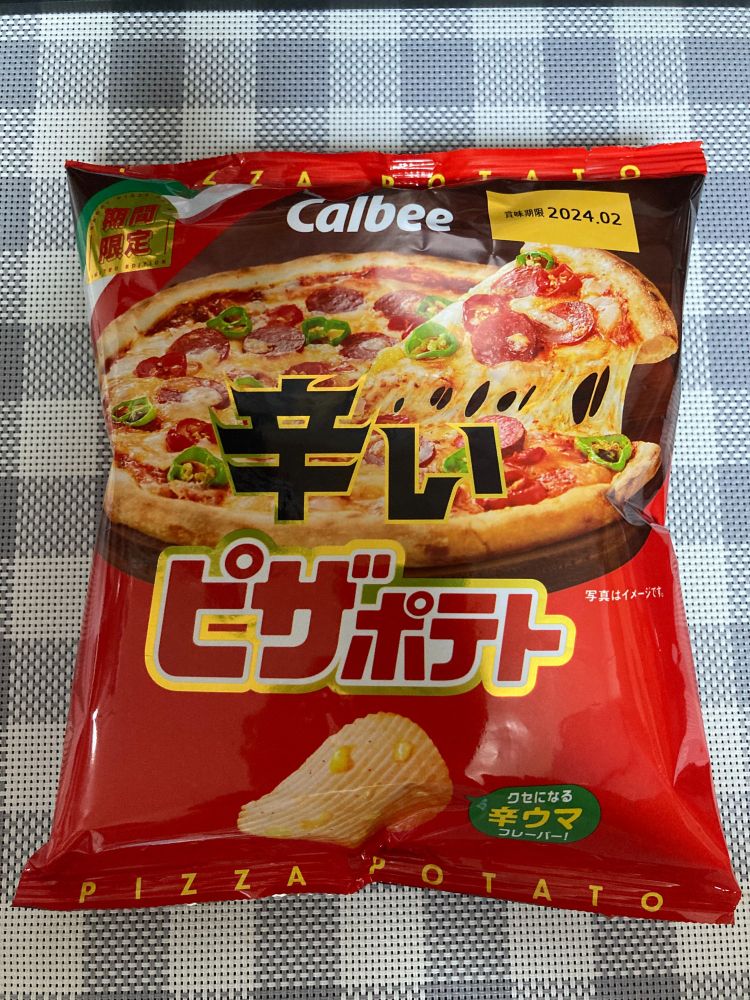 PIZZA POTATO
期間
限定
Calbee
賞味期限 2024.02
辛い
ピザポテト
写真はイメージです。
クセになる
辛ウマ
フレーバー!
PIZZA POTATO